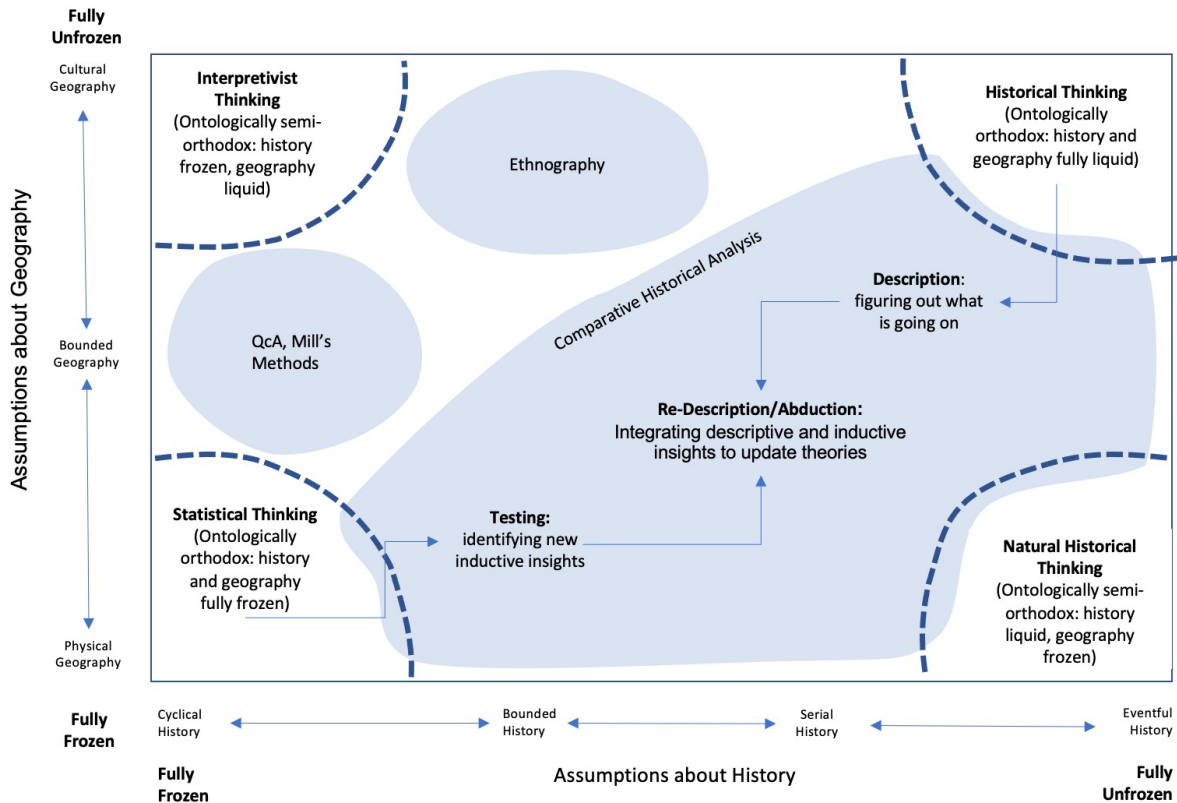 Fully
Unfrozen
Cultural
Geography
Interpretivist
Thinking
(Ontologically semi-
orthodox: history
frozen, geography
liquid)
Ethnography
Historical Thinking
(Ontologically
orthodox: history and
geography fully liquid)
Assumptions about Geography
Comparative Historical Analysis
Description:
figuring out what
is going on
Bounded
Geography
QcA, Mill's
Methods
Re-Description/Abduction:
Integrating descriptive and inductive
insights to update theories
Statistical Thinking
(Ontologically
orthodox: history
and geography
fully frozen)
Testing:
identifying new
inductive insights
Natural Historical
Thinking
(Ontologically semi-
orthodox: history
liquid, geography
frozen)
Physical
Geography
Fully
Frozen
Cyclical
History
Bounded
History
Serial
History
Eventful
History
Fully
Frozen
Assumptions about History
Fully
Unfrozen